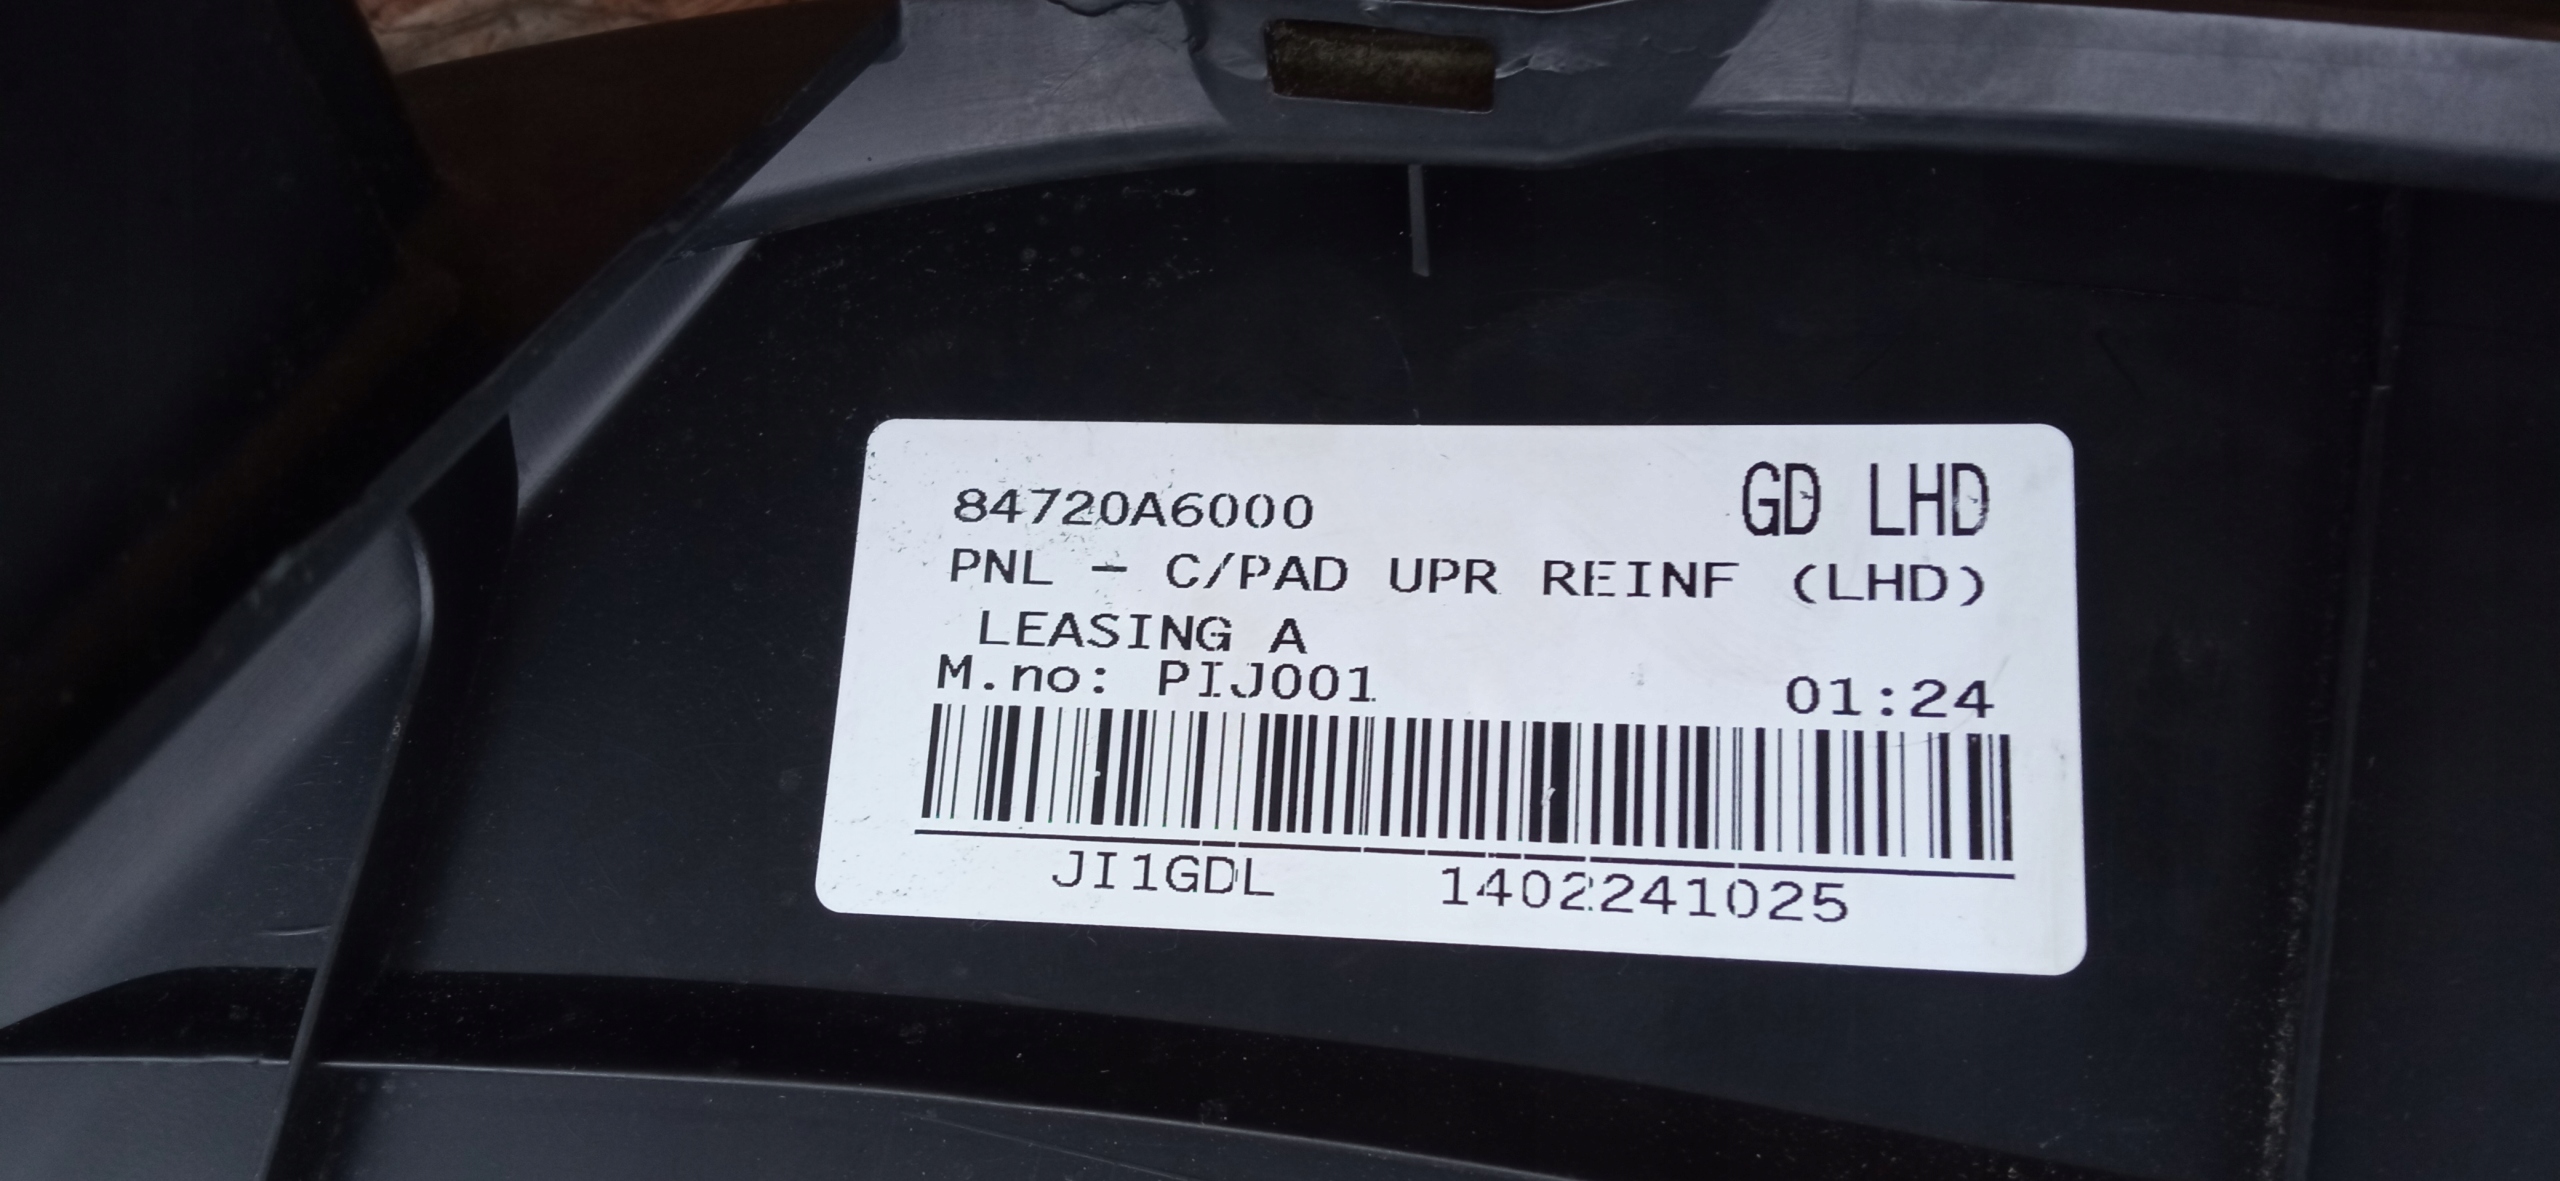 84720A6000 GD LHD
PNL - C/PAD UPR REINF (LHD)
LEASING A
M.no: PIJ001 01:24
JI1GDL 1402241025